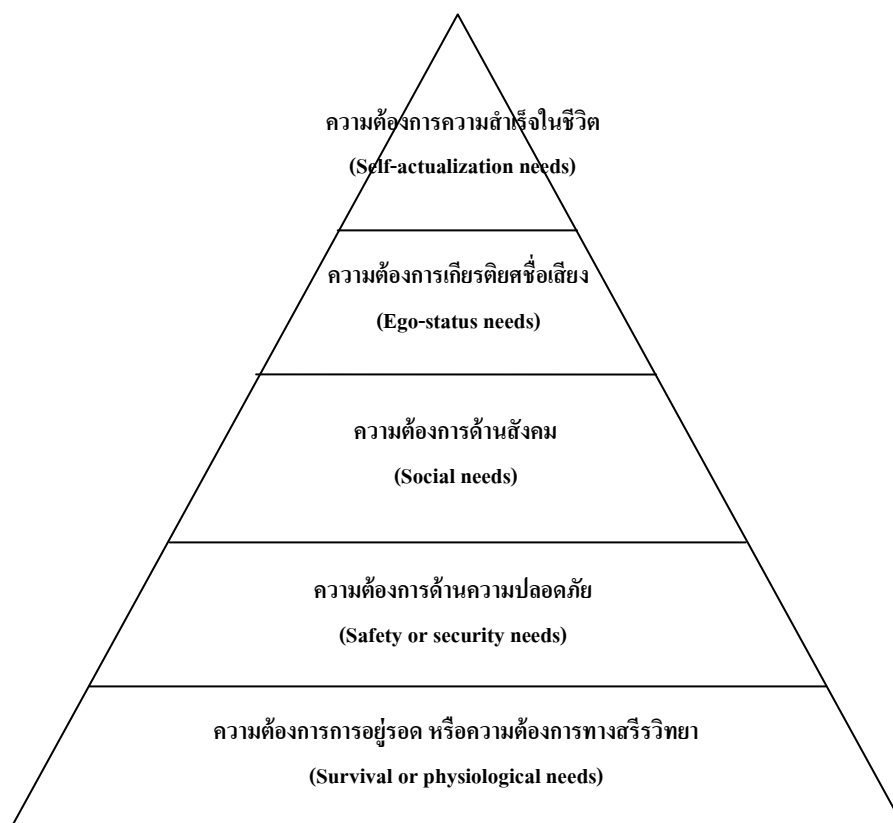 ความต้องการความสำเร็จในชีวิต
(Self-actualization needs)
ความต้องการเกียรติยศชื่อเสียง
(Ego-status needs)
ความต้องการด้านสังคม
(Social needs)
ความต้องการด้านความปลอดภัย
(Safety or security needs)
ความต้องการการอยู่รอด หรือความต้องการทางสรีรวิทยา
(Survival or physiological needs)